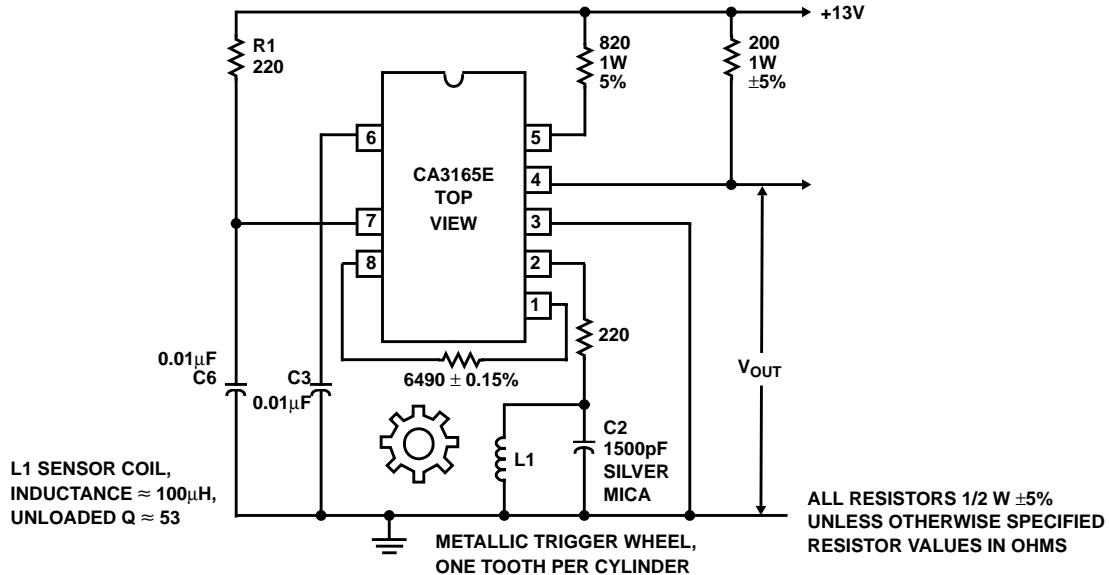 +13V
R1
220
820
1W
5%
200
1W
±5%
CA3165E
TOP
VIEW
6
7
8
5
4
3
2
1
220
6490 ± 0.15%
0.01µF
C6
C3
0.01µF
VOUT
L1
C2
1500pF
SILVER
MICA
L1 SENSOR COIL,
INDUCTANCE ≈ 100µH,
UNLOADED Q ≈ 53
METALLIC TRIGGER WHEEL,
ONE TOOTH PER CYLINDER
ALL RESISTORS 1/2 W ±5%
UNLESS OTHERWISE SPECIFIED
RESISTOR VALUES IN OHMS